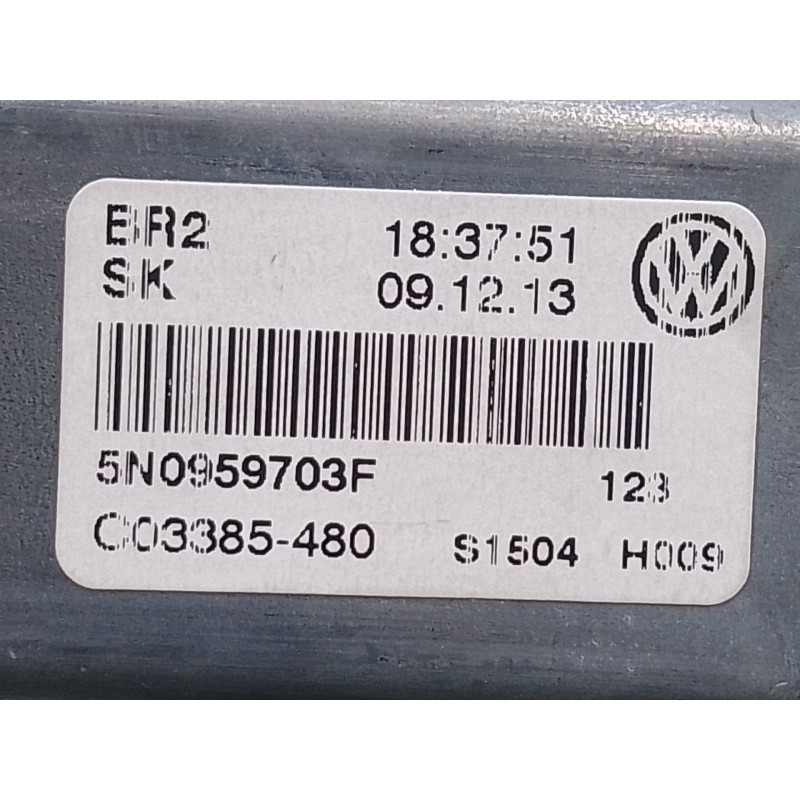 BR2 18:37:51
SK 09.12.13
5N0959703F 123
C03385-480 S1504 H009